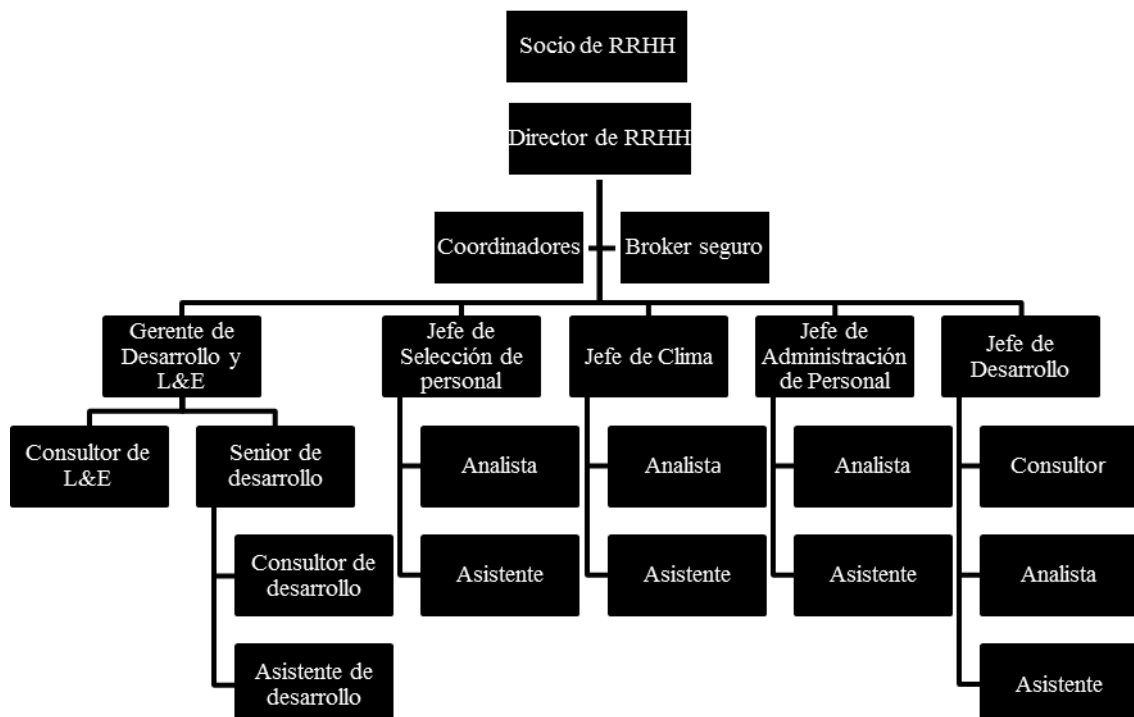 Socio de RRHH
Director de RRHH
Coordinadores
Broker seguro
Gerente de
Desarrollo y
L&E
Jefe de
Selección de
personal
Jefe de Clima
Jefe de
Administración
de Personal
Jefe de
Desarrollo
Consultor de
L&E
Senior de
desarrollo
Analista
Analista
Analista
Consultor
Consultor de
desarrollo
Asistente
Asistente
Asistente
Analista
Asistente de
desarrollo
Asistente